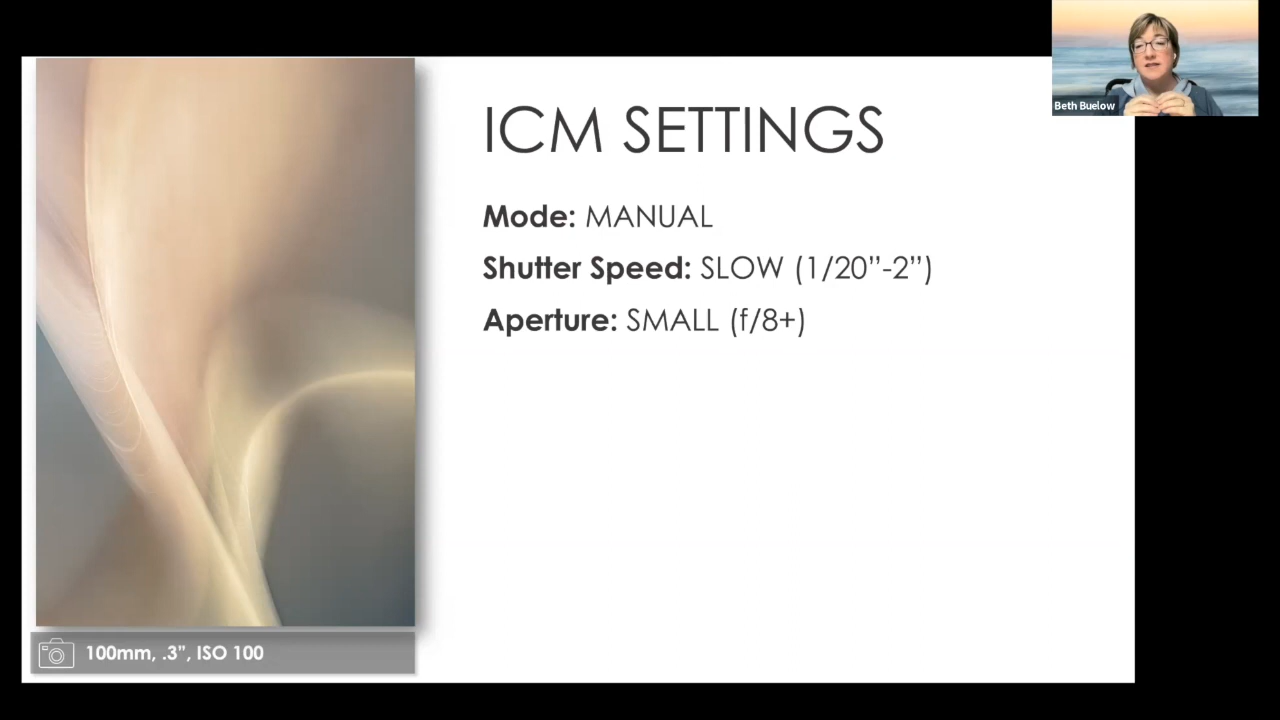 ICM SETTINGS
Mode: MANUAL
Shutter Speed: SLOW (1/20”-2”)
Aperture: SMALL (f/8+)
100mm, .3”, ISO 100
Beth Buelow